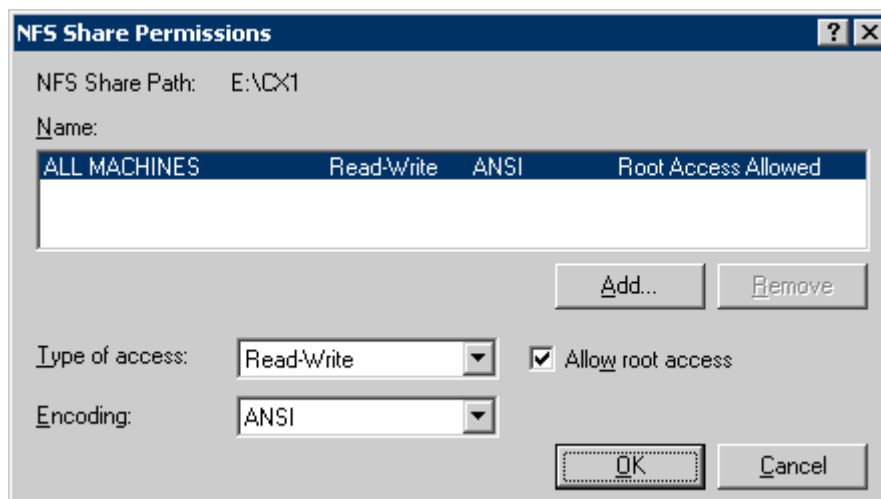 NFS Share Permissions
NFS Share Path: E:\CX1
Name:
ALL MACHINES Read-Write ANSI Root Access Allowed
Add... Remove
Type of access: Read-Write Allow root access
Encoding: ANSI
OK Cancel